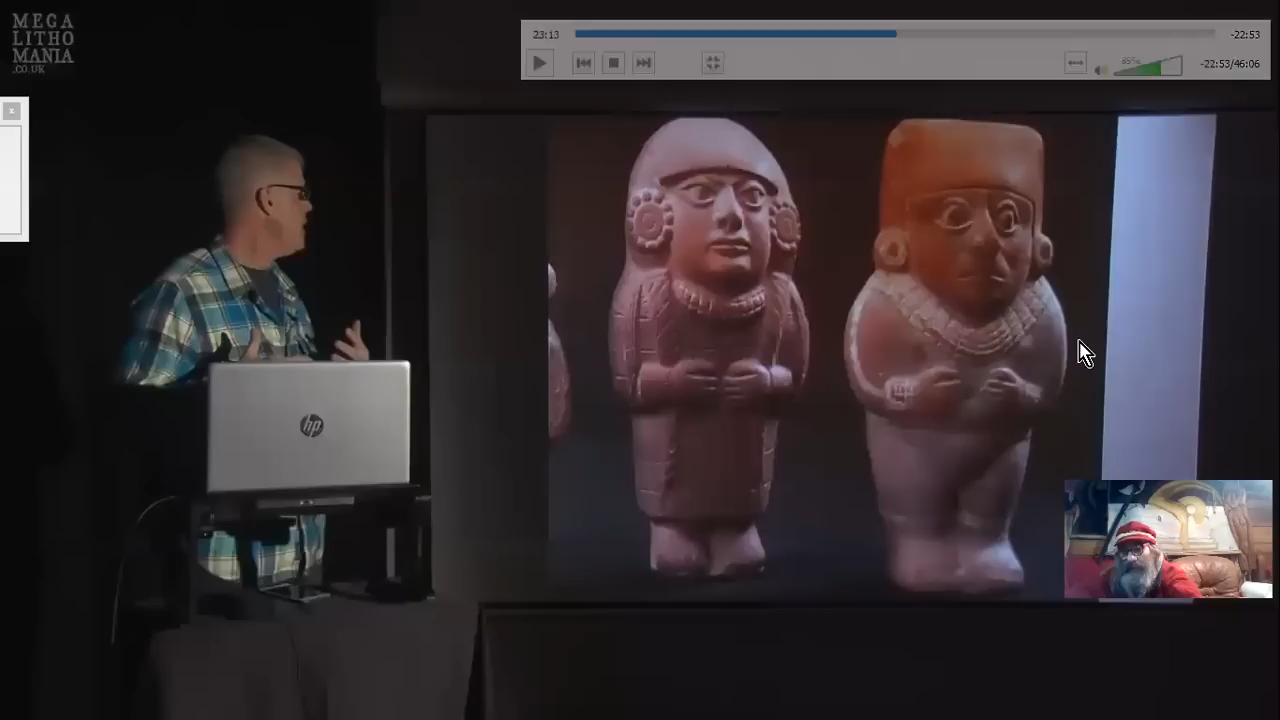 MEGA
LITHO
MANIA
.CO.UK
23:13
-22:53
85%
-22:53/46:06
x
hp